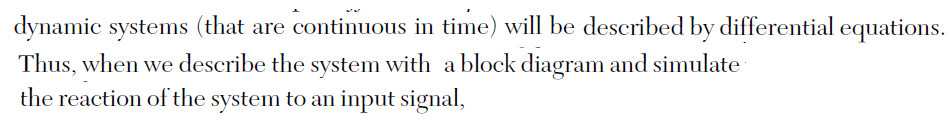 dynamic systems (that are continuous in time) will be described by differential equations.
Thus, when we describe the system with a block diagram and simulate
the reaction of the system to an input signal,